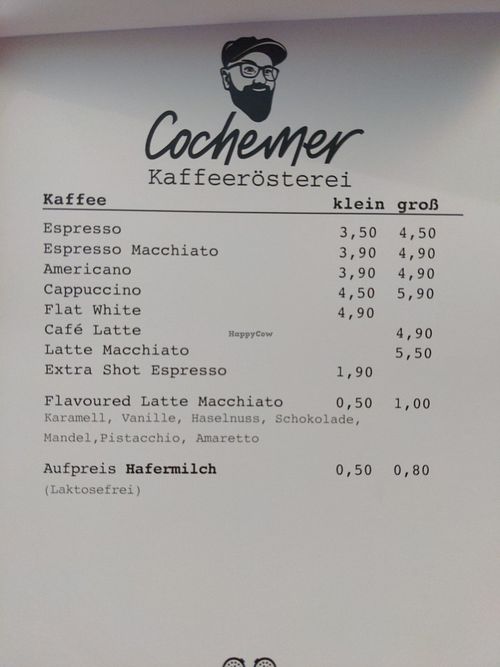 Cochemer
Kaffeerösterei
Kaffee klein groß
Espresso 3,50 4,50
Espresso Macchiato 3,90 4,90
Americano 3,90 4,90
Cappuccino 4,50 5,90
Flat White 4,90
Café Latte 4,90
HappyCow
Latte Macchiato 5,50
Extra Shot Espresso 1,90
Flavoured Latte Macchiato 0,50 1,00
Karamell, Vanille, Haselnuss, Schokolade,
Mandel,Pistacchio, Amaretto
Aufpreis Hafermilch 0,50 0,80
(Laktosefrei)